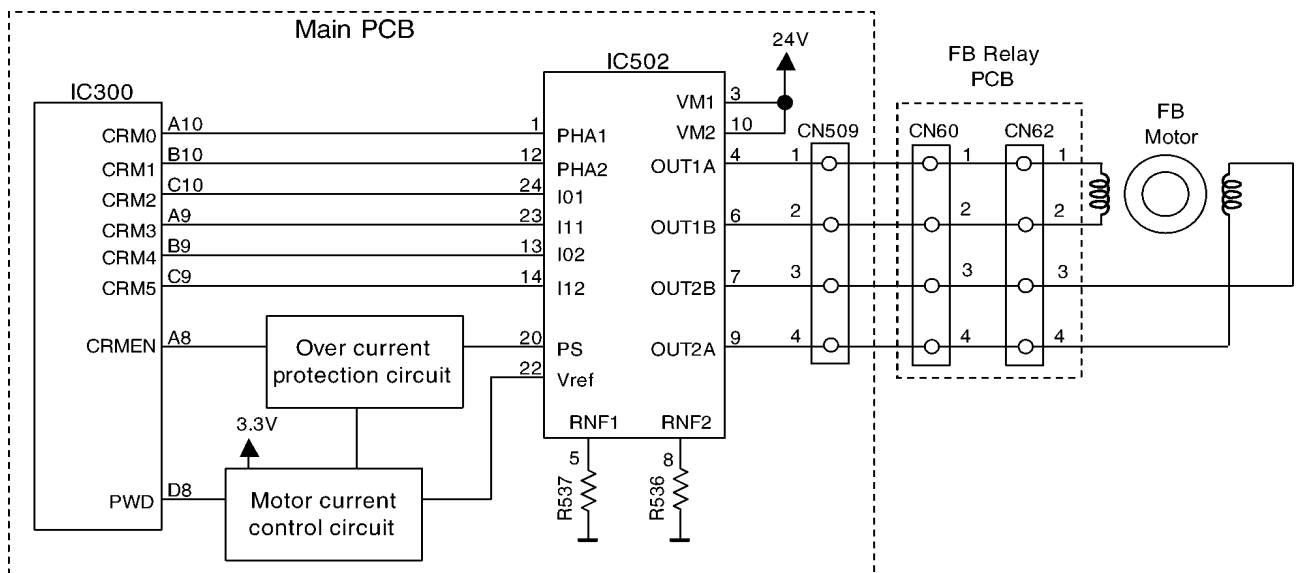 Main PCB
24V
IC502
FB Relay
PCB
IC300
VM1
3
FB
Motor
CRM0
A10
1
PHA1
VM2
10
CN509
CN60
CN62
CRM1
B10
12
PHA2
OUT1A
4
1
1
1
CRM2
C10
24
I01
CRM3
A9
23
I11
OUT1B
6
2
2
2
CRM4
B9
13
I02
CRM5
C9
14
I12
OUT2B
7
3
3
3
CRMEN
A8
Over current
protection circuit
20
PS
OUT2A
9
4
4
4
22
Vref
3.3V
RNF1
RNF2
5
8
R537
R536
PWD
D8
Motor current
control circuit